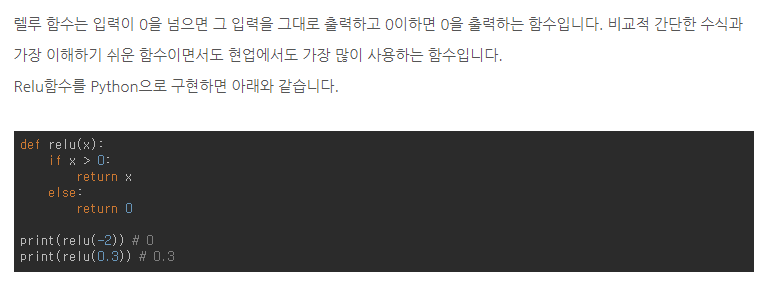 렐루 함수는 입력이 0을 넘으면 그 입력을 그대로 출력하고 0이하면 0을 출력하는 함수입니다. 비교적 간단한 수식과
가장 이해하기 쉬운 함수이면서도 현업에서도 가장 많이 사용하는 함수입니다.
Relu함수를 Python으로 구현하면 아래와 같습니다.
def relu(x):
    if x > 0:
        return x
    else:
        return 0
print(relu(-2)) # 0
print(relu(0.3)) # 0.3